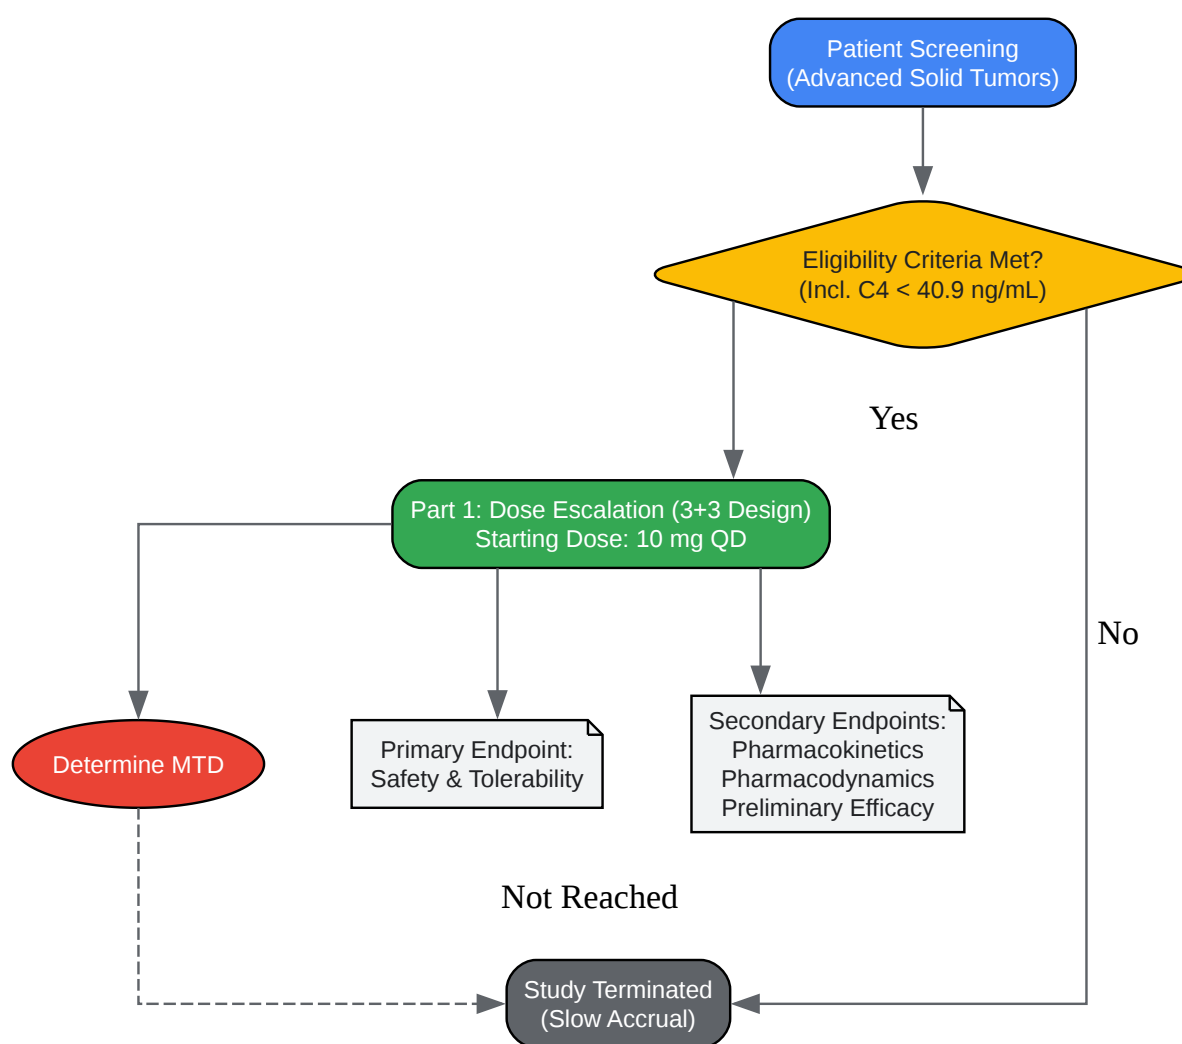 Patient Screening
(Advanced Solid Tumors)
Eligibility Criteria Met?
(Incl. C4 < 40.9 ng/mL)
Yes
No
Part 1: Dose Escalation (3+3 Design)
Starting Dose: 10 mg QD
Determine MTD
Primary Endpoint:
Safety & Tolerability
Secondary Endpoints:
Pharmacokinetics
Pharmacodynamics
Preliminary Efficacy
Not Reached
Study Terminated
(Slow Accrual)